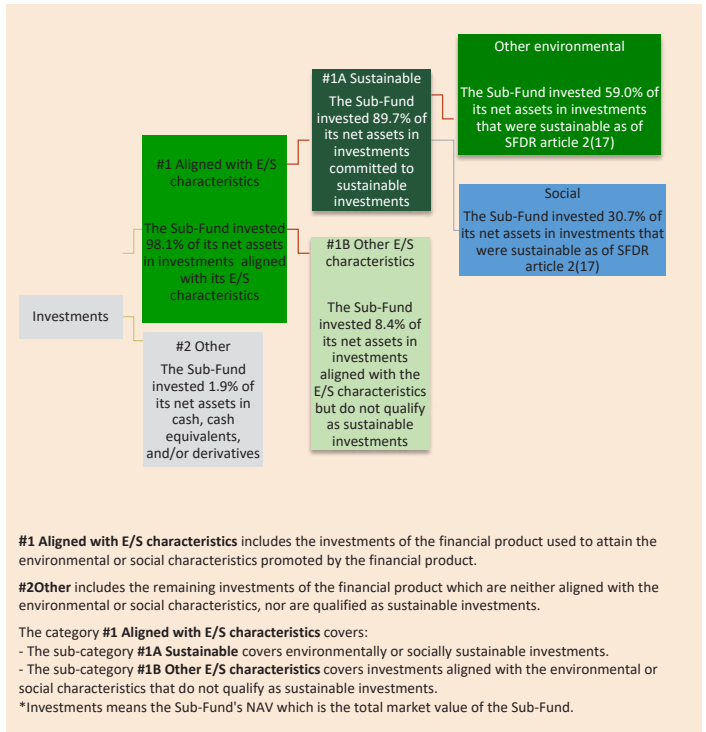 Investments
#1 Aligned with E/S
characteristics
The Sub-Fund invested
98.1% of its net assets
in investments aligned
with its E/S
characteristics
#2 Other
The Sub-Fund
invested 1.9% of
its net assets in
cash, cash
equivalents,
and/or derivatives
#1A Sustainable
The Sub-Fund
invested 89.7% of
its net assets in
investments
committed to
sustainable
investments
#1B Other E/S
characteristics
The Sub-Fund
invested 8.4% of
its net assets in
investments
aligned with the
E/S characteristics
but do not qualify
as sustainable
investments
Other environmental
The Sub-Fund invested 59.0% of
its net assets in investments
that were sustainable as of
SFDR article 2(17)
Social
The Sub-Fund invested 30.7% of
its net assets in investments that
were sustainable as of SFDR
article 2(17)
#1 Aligned with E/S characteristics includes the investments of the financial product used to attain the
environmental or social characteristics promoted by the financial product.
#2Other includes the remaining investments of the financial product which are neither aligned with the
environmental or social characteristics, nor are qualified as sustainable investments.
The category #1 Aligned with E/S characteristics covers:
- The sub-category #1A Sustainable covers environmentally or socially sustainable investments.
- The sub-category #1B Other E/S characteristics covers investments aligned with the environmental or
social characteristics that do not qualify as sustainable investments.
*Investments means the Sub-Fund's NAV which is the total market value of the Sub-Fund.